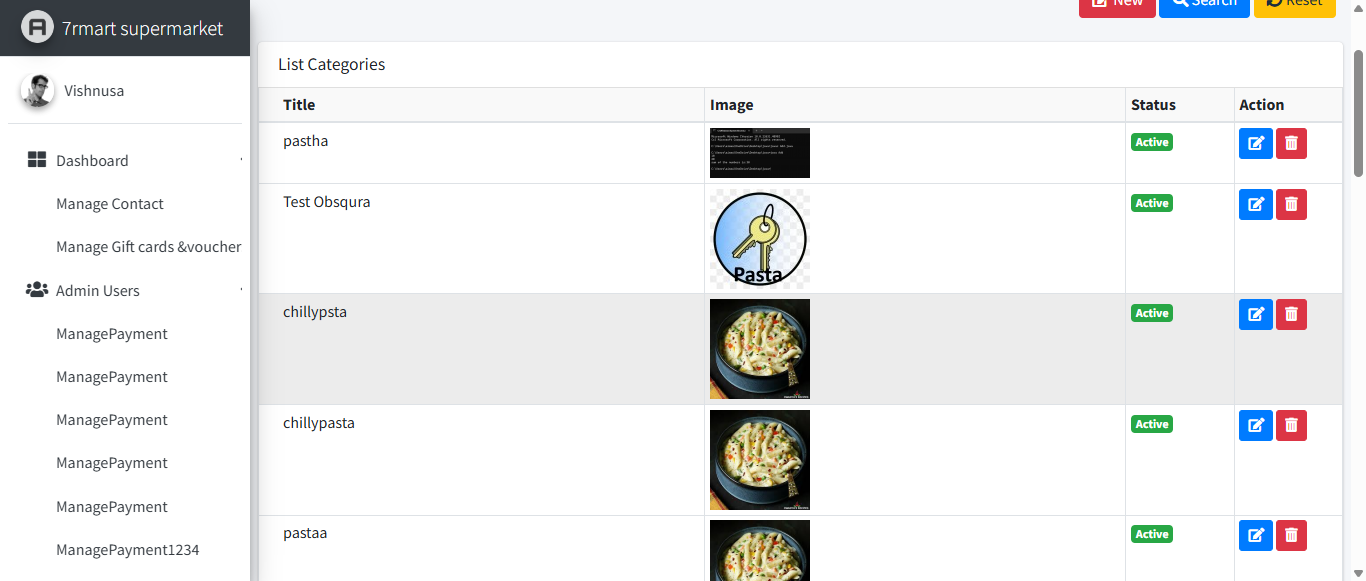 7rmart supermarket
New
Search
Reset
Vishnusa
Dashboard
Manage Contact
Manage Gift cards &voucher
Admin Users
ManagePayment
ManagePayment
ManagePayment
ManagePayment
ManagePayment
ManagePayment1234
List Categories
Title
Image
Status
Action
pastha
Active
Test Obsqura
Pasta
Active
chillypsta
Active
chillypasta
Active
pastaa
Active